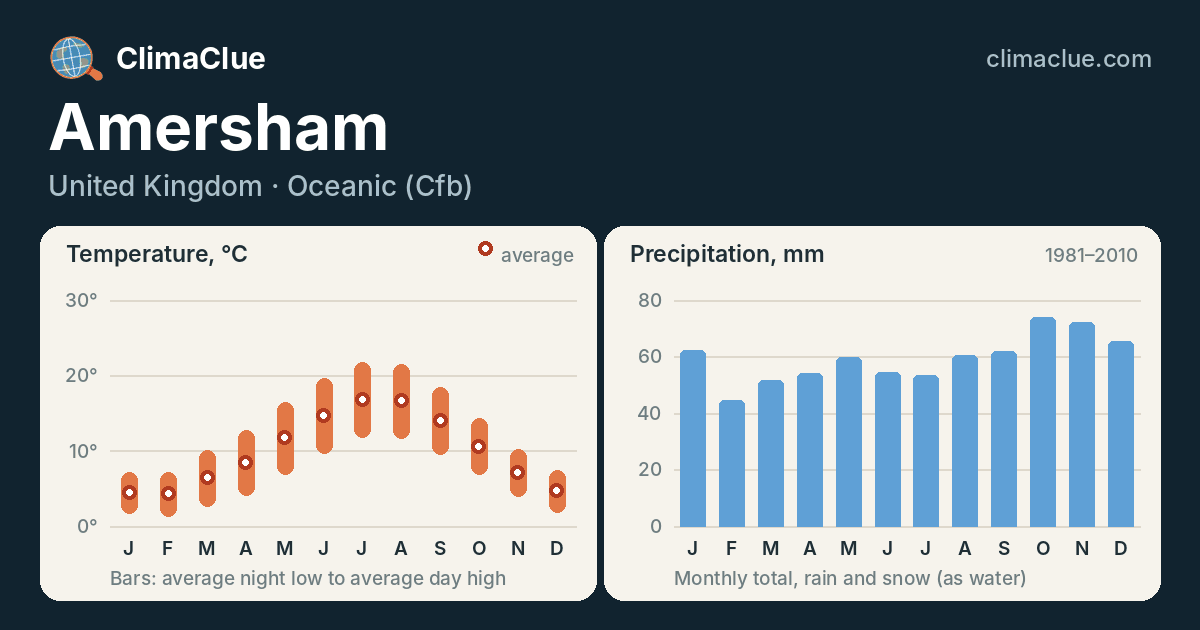 ClimaClue
climaclue.com
Amersham
United Kingdom · Oceanic (Cfb)
Temperature, °C
average
30°
20°
10°
0°
J F M A M J J A S O N D
Bars: average night low to average day high
Precipitation, mm
1981–2010
80
60
40
20
0
J F M A M J J A S O N D
Monthly total, rain and snow (as water)